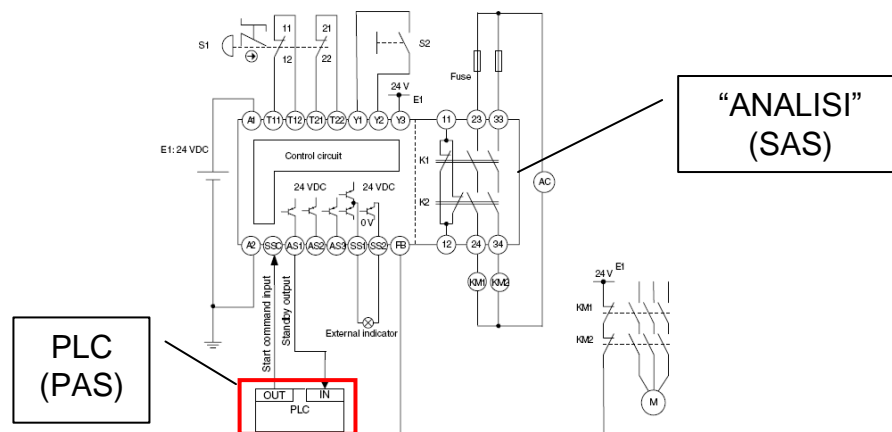 11
21
S1
12
22
S2
24 V
E1
Fuse
A1
T11
T12
T21
T22
Y1
Y2
Y3
11
23
33
E1: 24 VDC
Control circuit
K1
24 VDC
24 VDC
K2
0 V
AC
A2
SSC
AS1
AS2
AS3
SS1
SS2
FB
12
24
34
KM1
KM2
Start command input
Standby output
External indicator
OUT
IN
PLC
24 V
E1
KM1
KM2
M
“ANALISI”
(SAS)
PLC
(PAS)